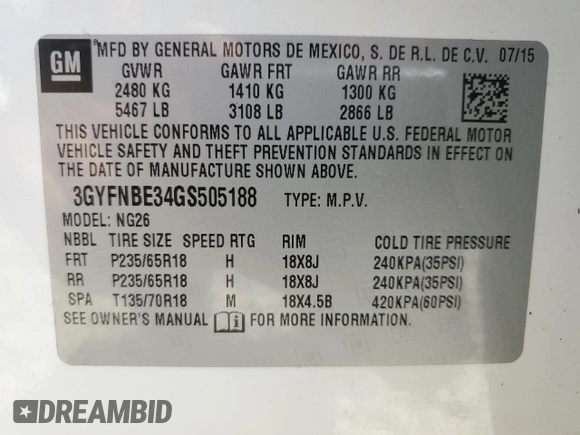 GM
MFD BY GENERAL MOTORS DE MEXICO, S. DE R.L. DE C.V. 07/15
GVWR GAWR FRT GAWR RR
2480 KG 1410 KG 1300 KG
5467 LB 3108 LB 2866 LB
THIS VEHICLE CONFORMS TO ALL APPLICABLE U.S. FEDERAL MOTOR
VEHICLE SAFETY AND THEFT PREVENTION STANDARDS IN EFFECT ON
THE DATE OF MANUFACTURE SHOWN ABOVE.
3GYFNBE34GS505188 TYPE: M.P.V.
MODEL: NG26
NBBL TIRE SIZE SPEED RTG RIM COLD TIRE PRESSURE
FRT P235/65R18 H 18X8J 240KPA(35PSI)
RR P235/65R18 H 18X8J 240KPA(35PSI)
SPA T135/70R18 M 18X4.5B 420KPA(60PSI)
SEE OWNER'S MANUAL FOR MORE INFORMATION.
DREAMBID